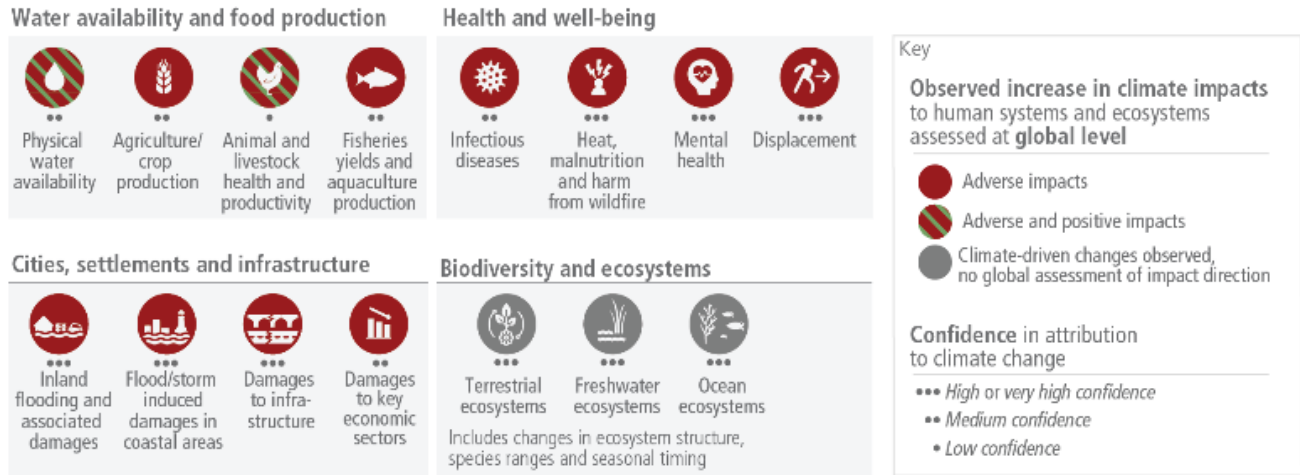 Water availability and food production
Physical
water
availability
Agriculture/
crop
production
Animal and
livestock
health and
productivity
Fisheries
yields and
aquaculture
production
Health and well-being
Infectious
diseases
Heat,
malnutrition
and harm
from wildfire
Mental
health
Displacement
Cities, settlements and infrastructure
Inland
flooding and
associated
damages
Flood/storm
induced
damages in
coastal areas
Damages
to infra-
structure
Damages
to key
economic
sectors
Biodiversity and ecosystems
Terrestrial
ecosystems
Freshwater
ecosystems
Ocean
ecosystems
Includes changes in ecosystem structure,
species ranges and seasonal timing
Key
Observed increase in climate impacts
to human systems and ecosystems
assessed at global level
Adverse impacts
Adverse and positive impacts
Climate-driven changes observed,
no global assessment of impact direction
Confidence in attribution
to climate change
••• High or very high confidence
•• Medium confidence
• Low confidence